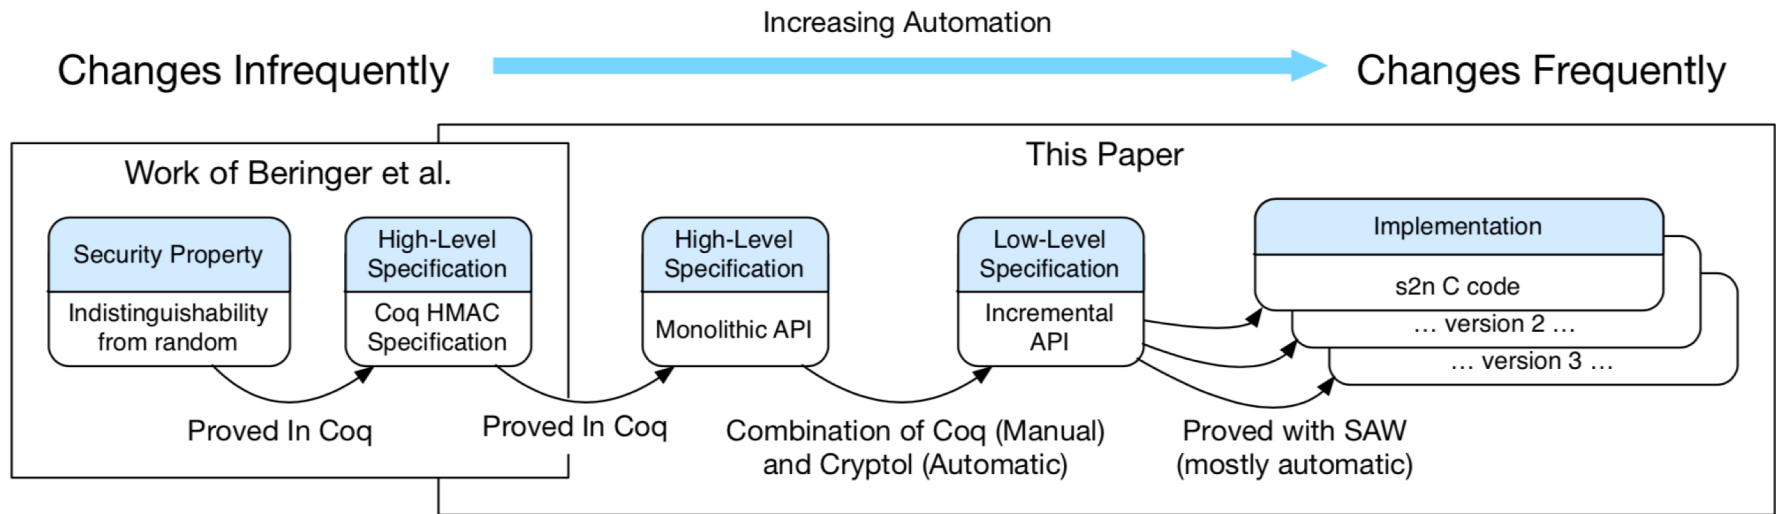 Increasing Automation
Changes Infrequently
Changes Frequently
Work of Beringer et al.
This Paper
Security Property
Indistinguishability
from random
High-Level
Specification
Coq HMAC
Specification
High-Level
Specification
Monolithic API
Low-Level
Specification
Incremental
API
Implementation
s2n C code
... version 2 ...
... version 3 ...
Proved In Coq
Proved In Coq
Combination of Coq (Manual)
and Cryptol (Automatic)
Proved with SAW
(mostly automatic)